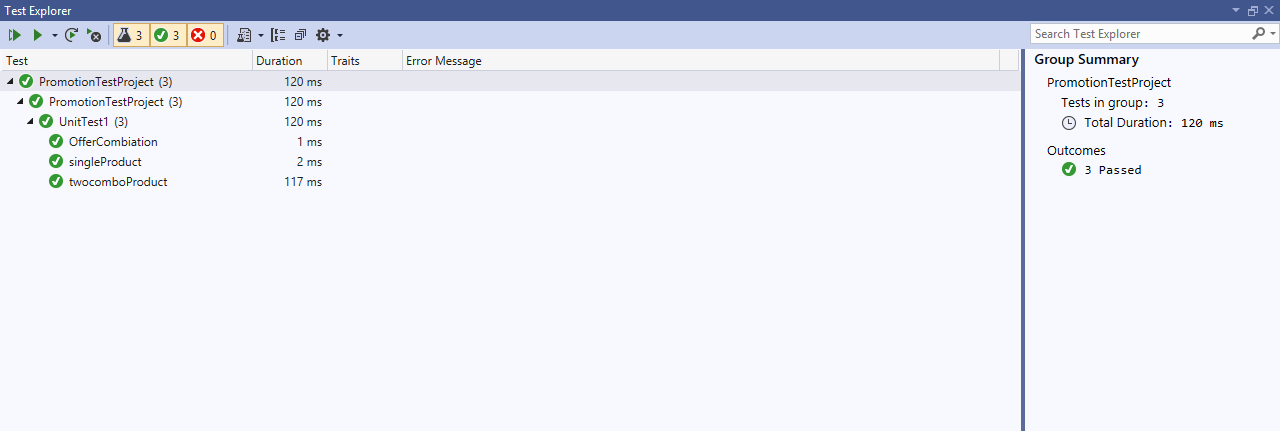 Test Explorer
3 3 0
Search Test Explorer
Test Duration Traits Error Message
PromotionTestProject (3) 120 ms
PromotionTestProject (3) 120 ms
UnitTest1 (3) 120 ms
OfferCombiation 1 ms
singleProduct 2 ms
twocomboProduct 117 ms
Group Summary
PromotionTestProject
Tests in group: 3
Total Duration: 120 ms
Outcomes
3 Passed